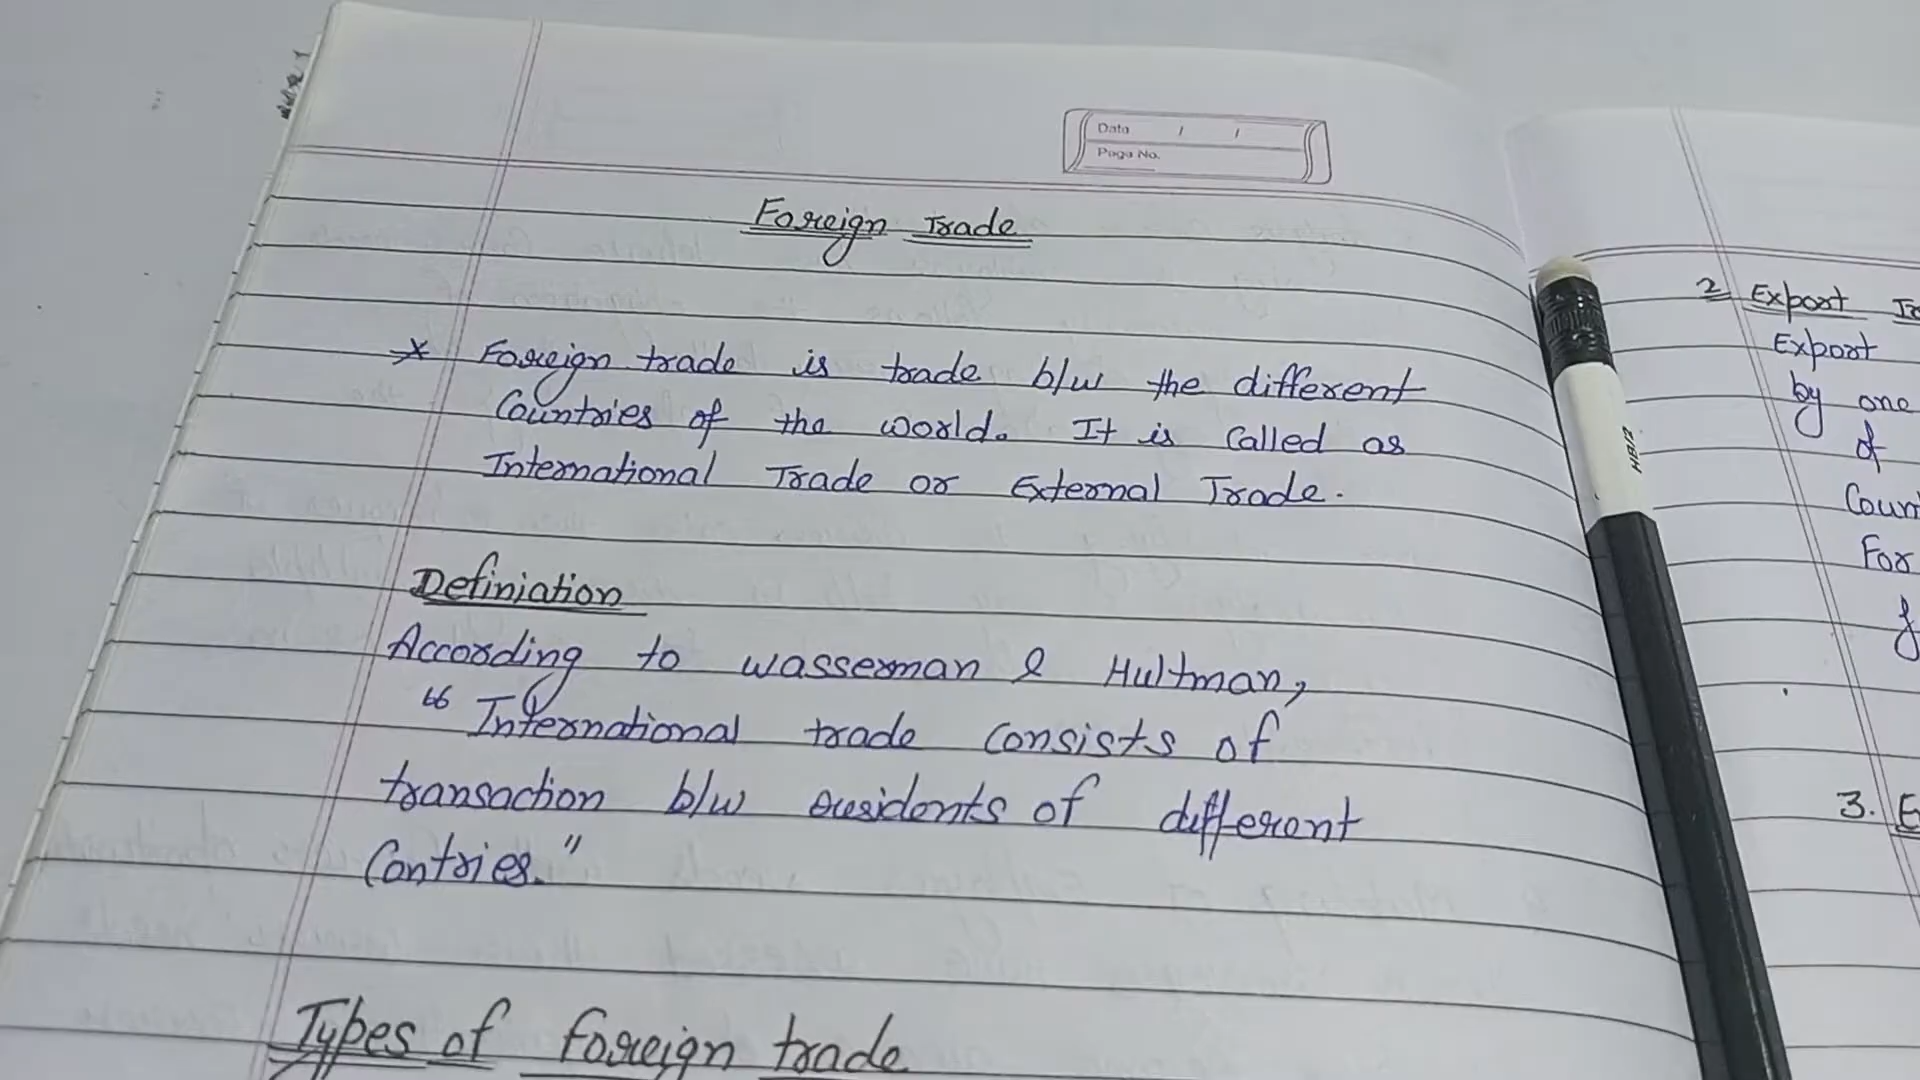 Data / /
Page No.
Foreign Trade
* Foreign trade is trade b/w the different
Countries of the world. It is Called as
International Trade or External Trade.
Definiation
According to wasserman & Hultman,
"International trade consists of
transaction b/w residents of different
Contries."
Types of foreign trade
2 Export
Export
by one
of
For
3.
HB/2